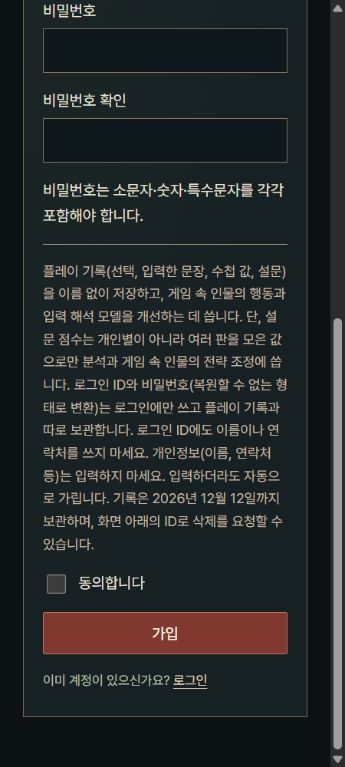 비밀번호
비밀번호 확인
비밀번호는 소문자·숫자·특수문자를 각각
포함해야 합니다.
플레이 기록(선택, 입력한 문장, 수첩 값, 설문)
을 이름 없이 저장하고, 게임 속 인물의 행동과
입력 해석 모델을 개선하는 데 씁니다. 단, 설
문 점수는 개인별이 아니라 여러 판을 모은 값
으로만 분석과 게임 속 인물의 전략 조정에 씁
니다. 로그인 ID와 비밀번호(복원할 수 없는 형
태로 변환)는 로그인에만 쓰고 플레이 기록과
따로 보관합니다. 로그인 ID에도 이름이나 연
락처를 쓰지 마세요. 개인정보(이름, 연락처
등)는 입력하지 마세요. 입력하더라도 자동으
로 가립니다. 기록은 2026년 12월 12일까지
보관하며, 화면 아래의 ID로 삭제를 요청할 수
있습니다.
동의합니다
가입
이미 계정이 있으신가요? 로그인